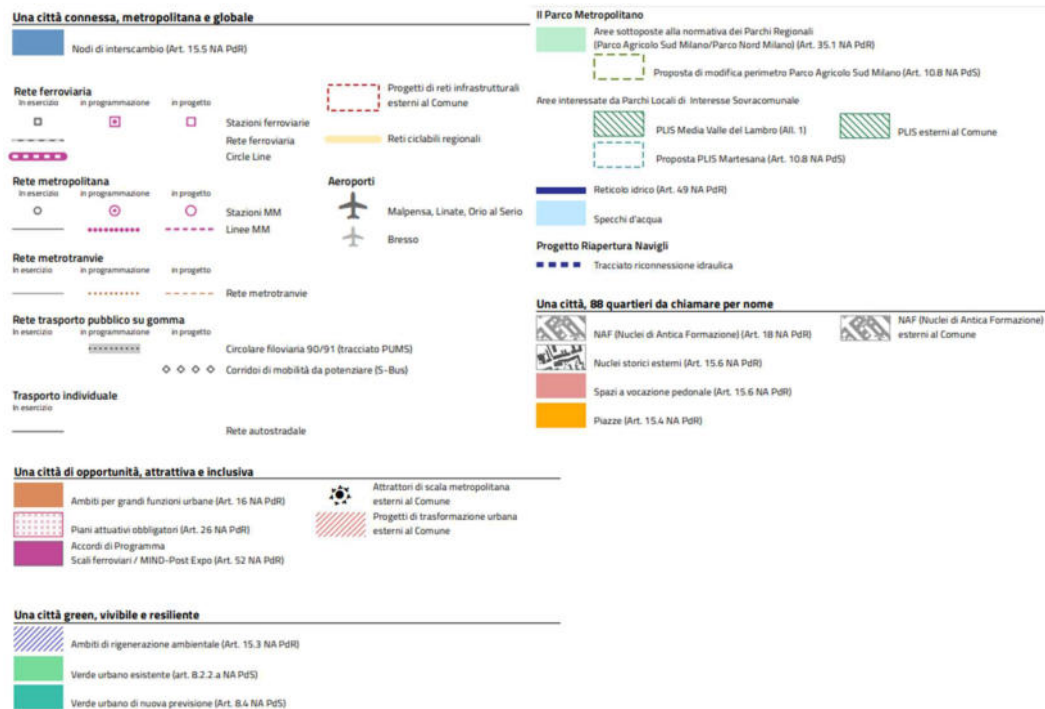 Una città connessa, metropolitana e globale
Nodi di interscambio (Art. 15.5 NA PdR)
Rete ferroviaria
In esercizio
in programmazione
in progetto
Stazioni ferroviarie
Rete ferroviaria
Circle Line
Rete metropolitana
In esercizio
in programmazione
in progetto
Stazioni MM
Linee MM
Rete metrotranvie
In esercizio
in programmazione
in progetto
Rete metrotranvie
Rete trasporto pubblico su gomma
In esercizio
in programmazione
in progetto
Circolare filoviaria 90/91 (tracciato PUMS)
Corridoi di mobilità da potenziare (S-Bus)
Trasporto individuale
In esercizio
Rete autostradale
Progetti di reti infrastrutturali
esterni al Comune
Reti ciclabili regionali
Aeroporti
Malpensa, Linate, Orio al Serio
Bresso
Una città di opportunità, attrattiva e inclusiva
Ambiti per grandi funzioni urbane (Art. 16 NA PdR)
Piani attuativi obbligatori (Art. 26 NA PdR)
Accordi di Programma
Scali ferroviari / MIND-Post Expo (Art. 52 NA PdR)
Attrattori di scala metropolitana
esterni al Comune
Progetti di trasformazione urbana
esterni al Comune
Una città green, vivibile e resiliente
Ambiti di rigenerazione ambientale (Art. 15.3 NA PdR)
Verde urbano esistente (art. 8.2.2.a NA PdS)
Verde urbano di nuova previsione (Art. 8.4 NA PdS)
Il Parco Metropolitano
Aree sottoposte alla normativa dei Parchi Regionali
(Parco Agricolo Sud Milano/Parco Nord Milano) (Art. 35.1 NA PdR)
Proposta di modifica perimetro Parco Agricolo Sud Milano (Art. 10.8 NA PdS)
Aree interessate da Parchi Locali di Interesse Sovracomunale
PLIS Media Valle del Lambro (All. 1)
PLIS esterni al Comune
Proposta PLIS Martesana (Art. 10.8 NA PdS)
Reticolo idrico (Art. 49 NA PdR)
Specchi d'acqua
Progetto Riapertura Navigli
Tracciato riconnessione idraulica
Una città, 88 quartieri da chiamare per nome
NAF (Nuclei di Antica Formazione) (Art. 18 NA PdR)
NAF (Nuclei di Antica Formazione)
esterni al Comune
Nuclei storici esterni (Art. 15.6 NA PdR)
Spazi a vocazione pedonale (Art. 15.6 NA PdR)
Piazze (Art. 15.4 NA PdR)